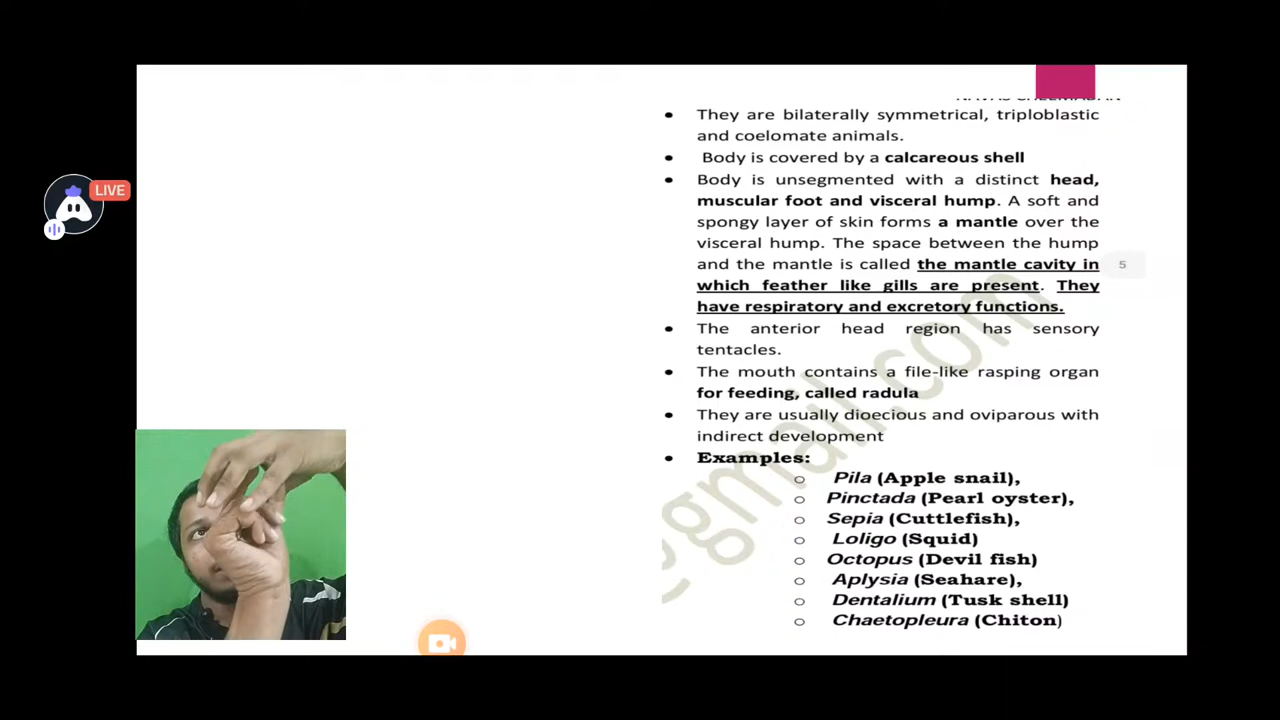 LIVE
They are bilaterally symmetrical, triploblastic
and coelomate animals.
Body is covered by a calcareous shell
Body is unsegmented with a distinct head,
muscular foot and visceral hump. A soft and
spongy layer of skin forms a mantle over the
visceral hump. The space between the hump
and the mantle is called the mantle cavity in
which feather like gills are present. They
have respiratory and excretory functions.
5
The anterior head region has sensory
tentacles.
The mouth contains a file-like rasping organ
for feeding, called radula
They are usually dioecious and oviparous with
indirect development
Examples:
Pila (Apple snail),
Pinctada (Pearl oyster),
Sepia (Cuttlefish),
Loligo (Squid)
Octopus (Devil fish)
Aplysia (Seahare),
Dentalium (Tusk shell)
Chaetopleura (Chiton)
@gmail.com